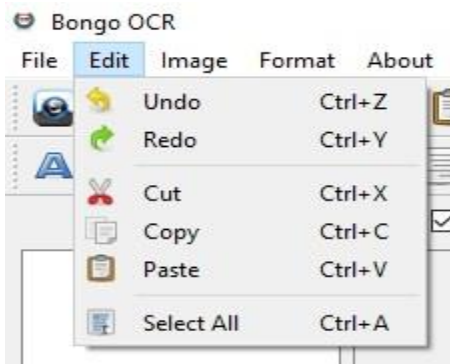 Bongo OCR
File Edit Image Format About
Undo Ctrl+Z
Redo Ctrl+Y
Cut Ctrl+X
Copy Ctrl+C
Paste Ctrl+V
Select All Ctrl+A